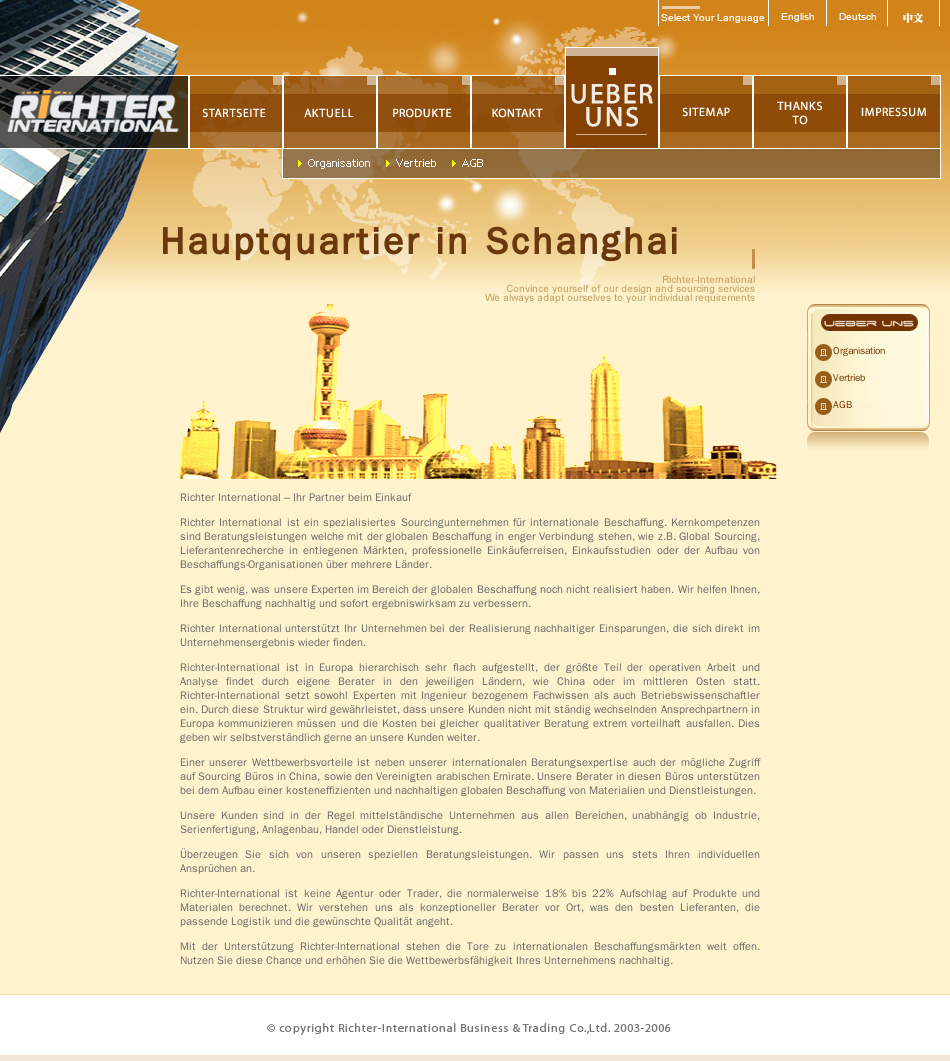 Select Your Language
English
Deutsch
中文
RICHTER
INTERNATIONAL
STARTSEITE
AKTUELL
PRODUKTE
KONTAKT
UEBER
UNS
SITEMAP
THANKS
TO
IMPRESSUM
Organisation
Vertrieb
AGB
Hauptquartier in Schanghai
Richter-International
Convince yourself of our design and sourcing services
We always adapt ourselves to your individual requirements
UEBER UNS
Organisation
Vertrieb
AGB
Richter International – Ihr Partner beim Einkauf
Richter International ist ein spezialisiertes Sourcingunternehmen für internationale Beschaffung. Kernkompetenzen
sind Beratungsleistungen welche mit der globalen Beschaffung in enger Verbindung stehen, wie z.B. Global Sourcing,
Lieferantenrecherche in entlegenen Märkten, professionelle Einkäuferreisen, Einkaufsstudien oder der Aufbau von
Beschaffungs-Organisationen über mehrere Länder.
Es gibt wenig, was unsere Experten im Bereich der globalen Beschaffung noch nicht realisiert haben. Wir helfen Ihnen,
Ihre Beschaffung nachhaltig und sofort ergebniswirksam zu verbessern.
Richter International unterstützt Ihr Unternehmen bei der Realisierung nachhaltiger Einsparungen, die sich direkt im
Unternehmensergebnis wieder finden.
Richter-International ist in Europa hierarchisch sehr flach aufgestellt, der größte Teil der operativen Arbeit und
Analyse findet durch eigene Berater in den jeweiligen Ländern, wie China oder im mittleren Osten statt.
Richter-International setzt sowohl Experten mit Ingenieur bezogenem Fachwissen als auch Betriebswissenschaftler
ein. Durch diese Struktur wird gewährleistet, dass unsere Kunden nicht mit ständig wechselnden Ansprechpartnern in
Europa kommunizieren müssen und die Kosten bei gleicher qualitativer Beratung extrem vorteilhaft ausfallen. Dies
geben wir selbstverständlich gerne an unsere Kunden weiter.
Einer unserer Wettbewerbsvorteile ist neben unserer internationalen Beratungsexpertise auch der mögliche Zugriff
auf Sourcing Büros in China, sowie den Vereinigten arabischen Emirate. Unsere Berater in diesen Büros unterstützen
bei dem Aufbau einer kosteneffizienten und nachhaltigen globalen Beschaffung von Materialien und Dienstleistungen.
Unsere Kunden sind in der Regel mittelständische Unternehmen aus allen Bereichen, unabhängig ob Industrie,
Serienfertigung, Anlagenbau, Handel oder Dienstleistung.
Überzeugen Sie sich von unseren speziellen Beratungsleistungen. Wir passen uns stets Ihren individuellen
Ansprüchen an.
Richter-International ist keine Agentur oder Trader, die normalerweise 18% bis 22% Aufschlag auf Produkte und
Materialen berechnet. Wir verstehen uns als konzeptioneller Berater vor Ort, was den besten Lieferanten, die
passende Logistik und die gewünschte Qualität angeht.
Mit der Unterstützung Richter-International stehen die Tore zu internationalen Beschaffungsmärkten weit offen.
Nutzen Sie diese Chance und erhöhen Sie die Wettbewerbsfähigkeit Ihres Unternehmens nachhaltig.
© copyright Richter-International Business & Trading Co.,Ltd. 2003-2006